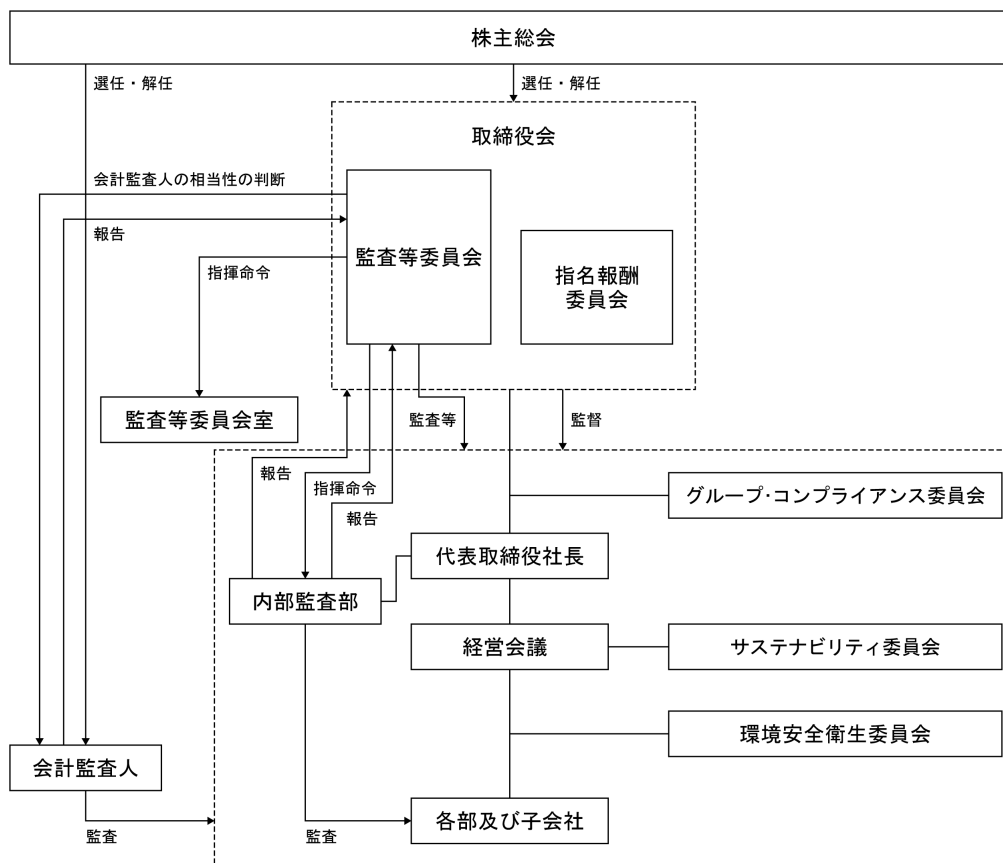 株主総会
選任・解任
選任・解任
取締役会
会計監査人の相当性の判断
報告
監査等委員会
指揮命令
指名報酬
委員会
監査等委員会室
監査等
監督
報告
指揮命令
報告
グループ・コンプライアンス委員会
代表取締役社長
内部監査部
経営会議
サステナビリティ委員会
環境安全衛生委員会
会計監査人
各部及び子会社
監査
監査